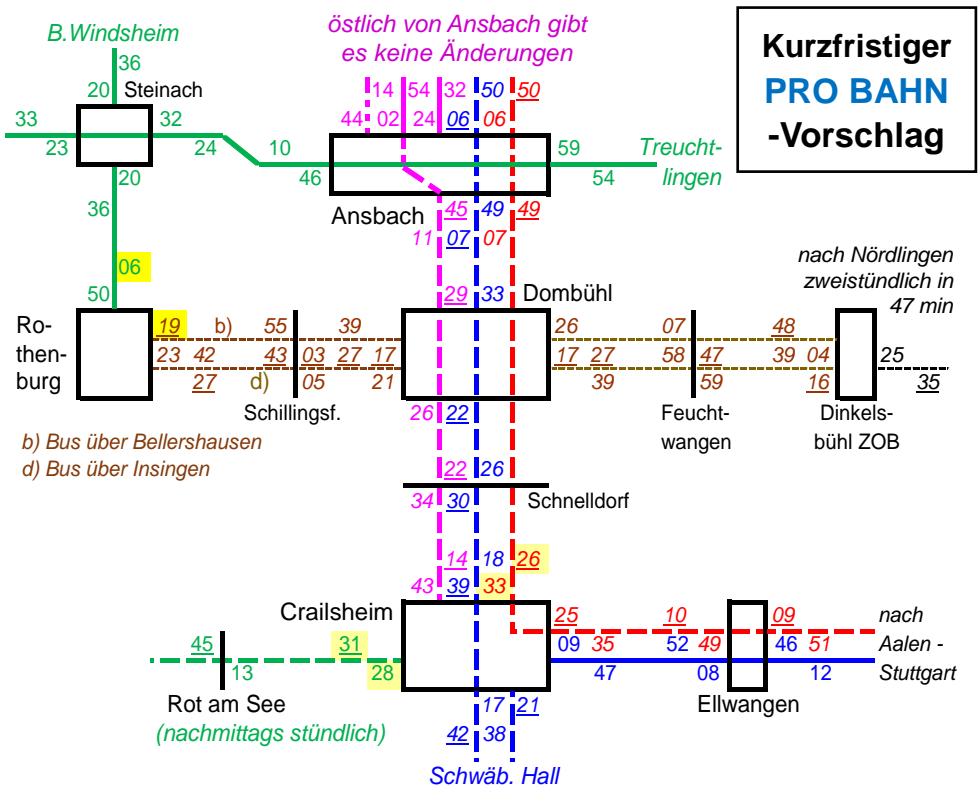 östlich von Ansbach gibt
es keine Änderungen
Kurzfristiger
PRO BAHN
-Vorschlag
B.Windsheim
36
20
Steinach
14 54 32 50 50
44 02 24 06 06
33
23
32
24
10
46
59
54
Treucht-
lingen
20
36
Ansbach
45 49 49
11 07 07
06
50
nach Nördlingen
zweistündlich in
47 min
29 33
Dombühl
Ro-
then-
burg
19 b) 55 39
23 42 43 03 27 17
27 d) 05 21
26 07 48
17 27 58 47 39 04
39 59 16
25
35
Schillingsf.
26 22
Feucht-
wangen
Dinkels-
bühl ZOB
b) Bus über Bellershausen
d) Bus über Insingen
22 26
34 30
Schnelldorf
14 18 26
43 39 33
Crailsheim
25 10 09
09 35 52 49 46 51
47 08 12
nach
Aalen -
Stuttgart
45 31
13 28
Rot am See
(nachmittags stündlich)
Ellwangen
17 21
42 38
Schwäb. Hall